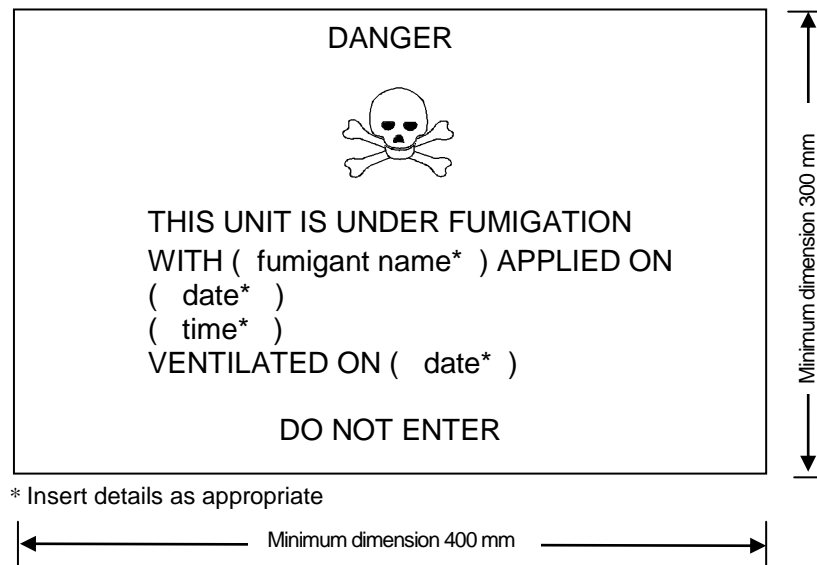 DANGER
THIS UNIT IS UNDER FUMIGATION
WITH ( fumigant name* ) APPLIED ON
( date* )
( time* )
VENTILATED ON ( date* )
DO NOT ENTER
Minimum dimension 300 mm
* Insert details as appropriate
Minimum dimension 400 mm